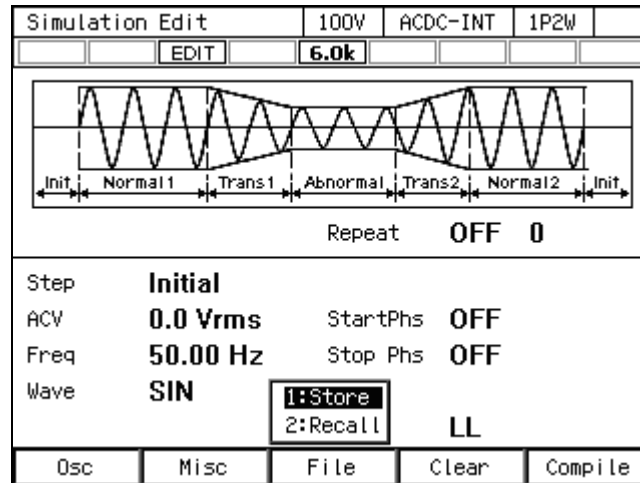 Simulation Edit 100V ACDC-INT 1P2W
EDIT 6.0k
Init Normal1 Trans1 Abnormal Trans2 Normal2 Init
Repeat OFF 0
Step Initial
ACV 0.0 Vrms StartPhs OFF
Freq 50.00 Hz Stop Phs OFF
Wave SIN
1:Store
2:Recall LL
Osc Misc File Clear Compile